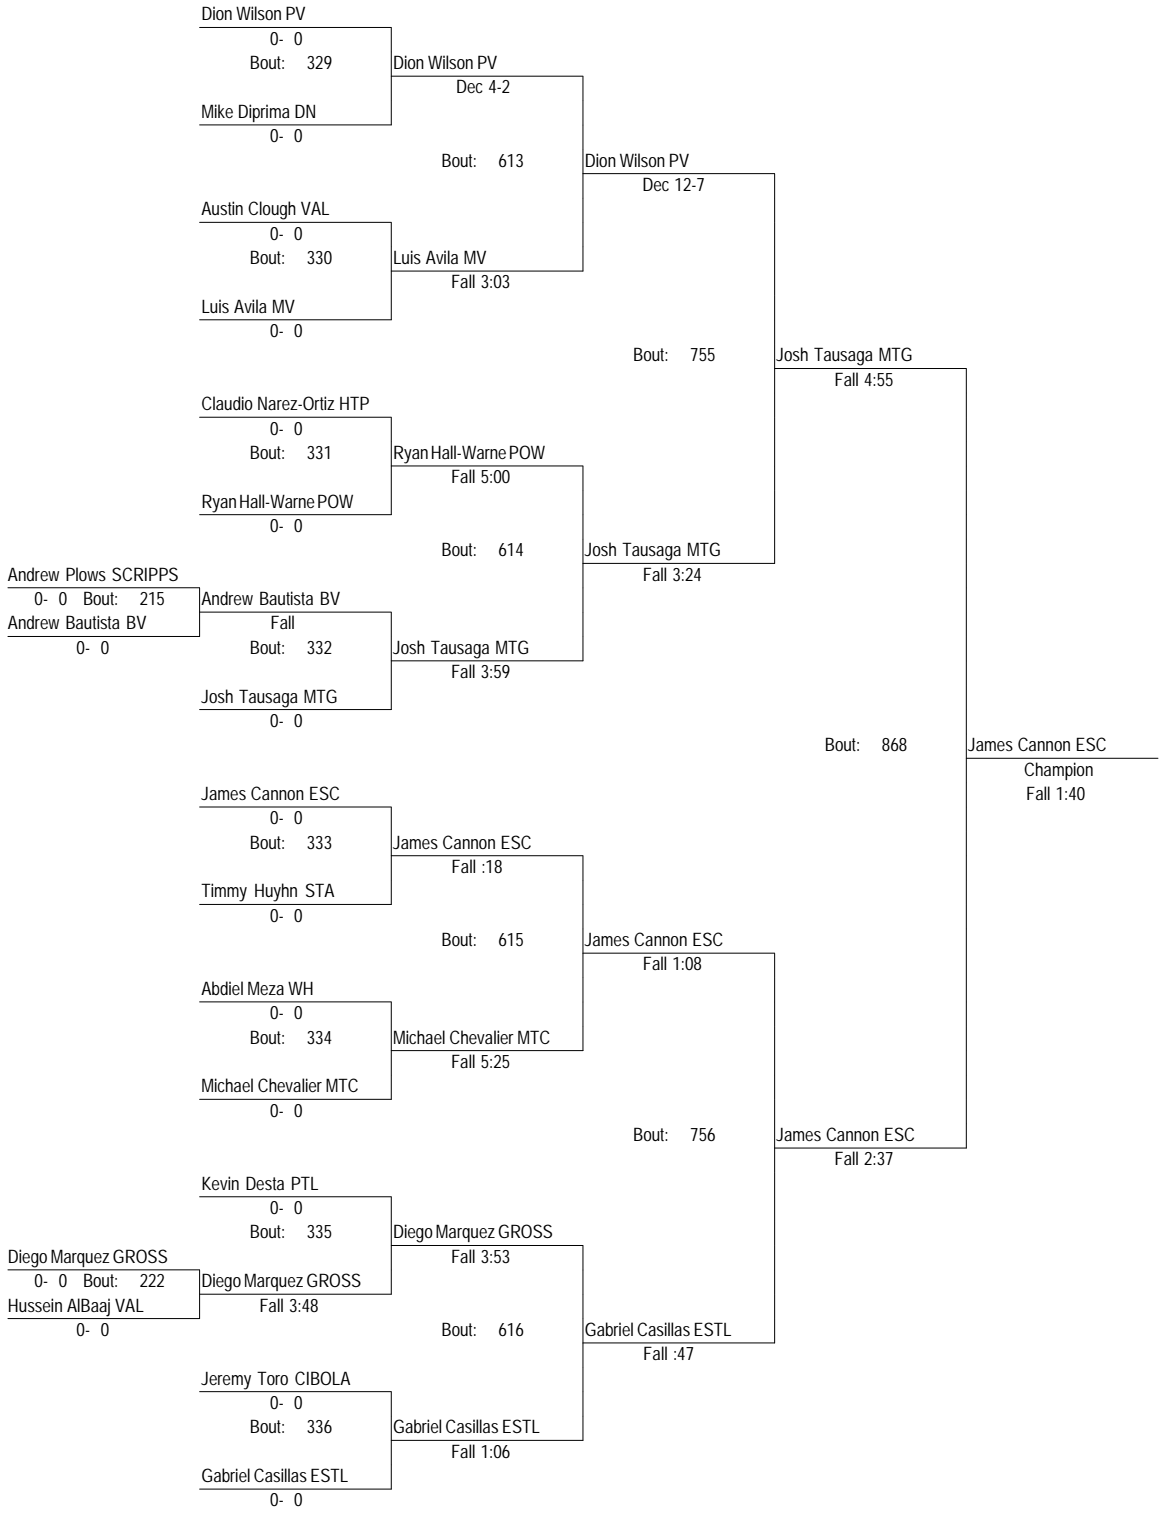 Dion Wilson PV
0- 0
Bout: 329
Dion Wilson PV
Dec 4-2
Mike Diprima DN
0- 0
Bout: 613
Dion Wilson PV
Dec 12-7
Austin Clough VAL
0- 0
Bout: 330
Luis Avila MV
Fall 3:03
Luis Avila MV
0- 0
Bout: 755
Josh Tausaga MTG
Fall 4:55
Claudio Narez-Ortiz HTP
0- 0
Bout: 331
Ryan Hall-Warne POW
Fall 5:00
Ryan Hall-Warne POW
0- 0
Bout: 614
Josh Tausaga MTG
Fall 3:24
Andrew Plows SCRIPPS
0- 0 Bout: 215
Andrew Bautista BV
0- 0
Andrew Bautista BV
Fall
Bout: 332
Josh Tausaga MTG
Fall 3:59
Josh Tausaga MTG
0- 0
Bout: 868
James Cannon ESC
Champion
Fall 1:40
James Cannon ESC
0- 0
Bout: 333
James Cannon ESC
Fall :18
Timmy Huyhn STA
0- 0
Bout: 615
James Cannon ESC
Fall 1:08
Abdiel Meza WH
0- 0
Bout: 334
Michael Chevalier MTC
Fall 5:25
Michael Chevalier MTC
0- 0
Bout: 756
James Cannon ESC
Fall 2:37
Kevin Desta PTL
0- 0
Bout: 335
Diego Marquez GROSS
Fall 3:53
Diego Marquez GROSS
0- 0 Bout: 222
Hussein AlBaaj VAL
0- 0
Diego Marquez GROSS
Fall 3:48
Bout: 616
Gabriel Casillas ESTL
Fall :47
Jeremy Toro CIBOLA
0- 0
Bout: 336
Gabriel Casillas ESTL
Fall 1:06
Gabriel Casillas ESTL
0- 0